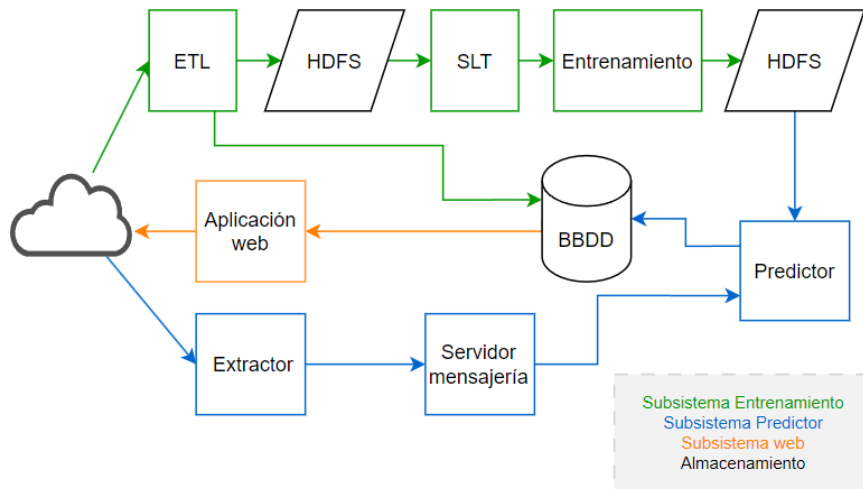 ETL
HDFS
SLT
Entrenamiento
HDFS
Aplicación
web
BBDD
Predictor
Extractor
Servidor
mensajería
Subsistema Entrenamiento
Subsistema Predictor
Subsistema web
Almacenamiento